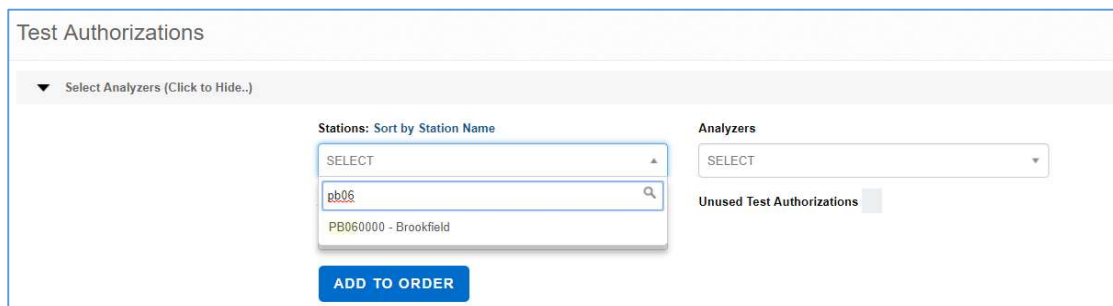 Test Authorizations
Select Analyzers (Click to Hide..)
Stations: Sort by Station Name
Analyzers
SELECT
SELECT
pb06
Unused Test Authorizations
PB060000 - Brookfield
ADD TO ORDER